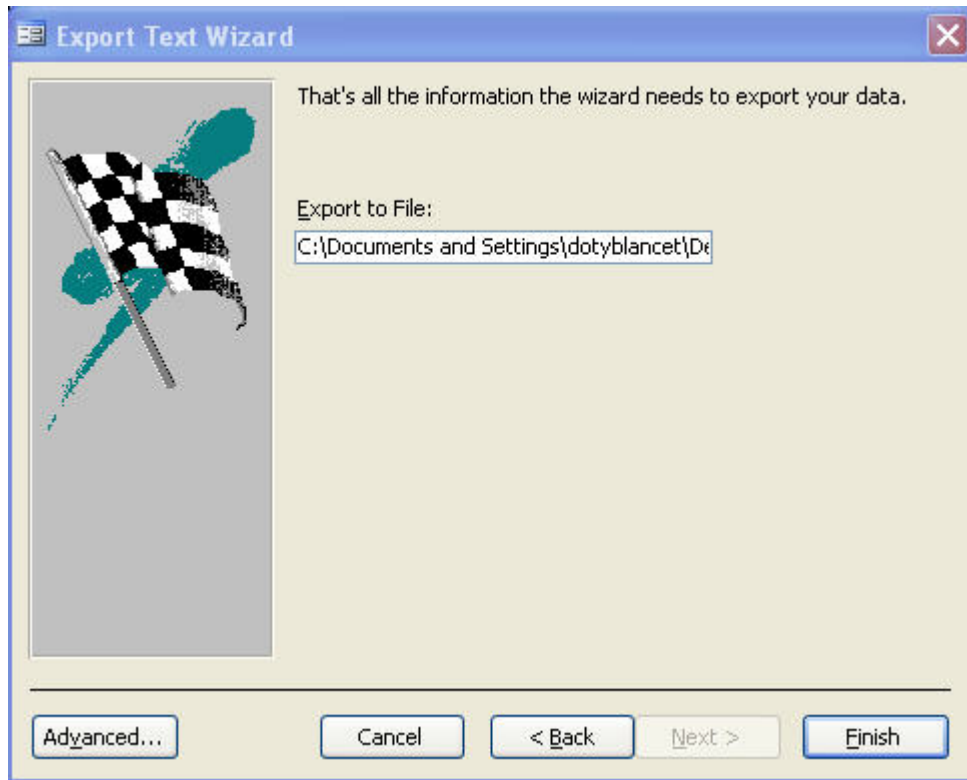 Export Text Wizard
That's all the information the wizard needs to export your data.
Export to File:
C:\Documents and Settings\dotyblancet\De
Advanced... Cancel < Back Next > Finish